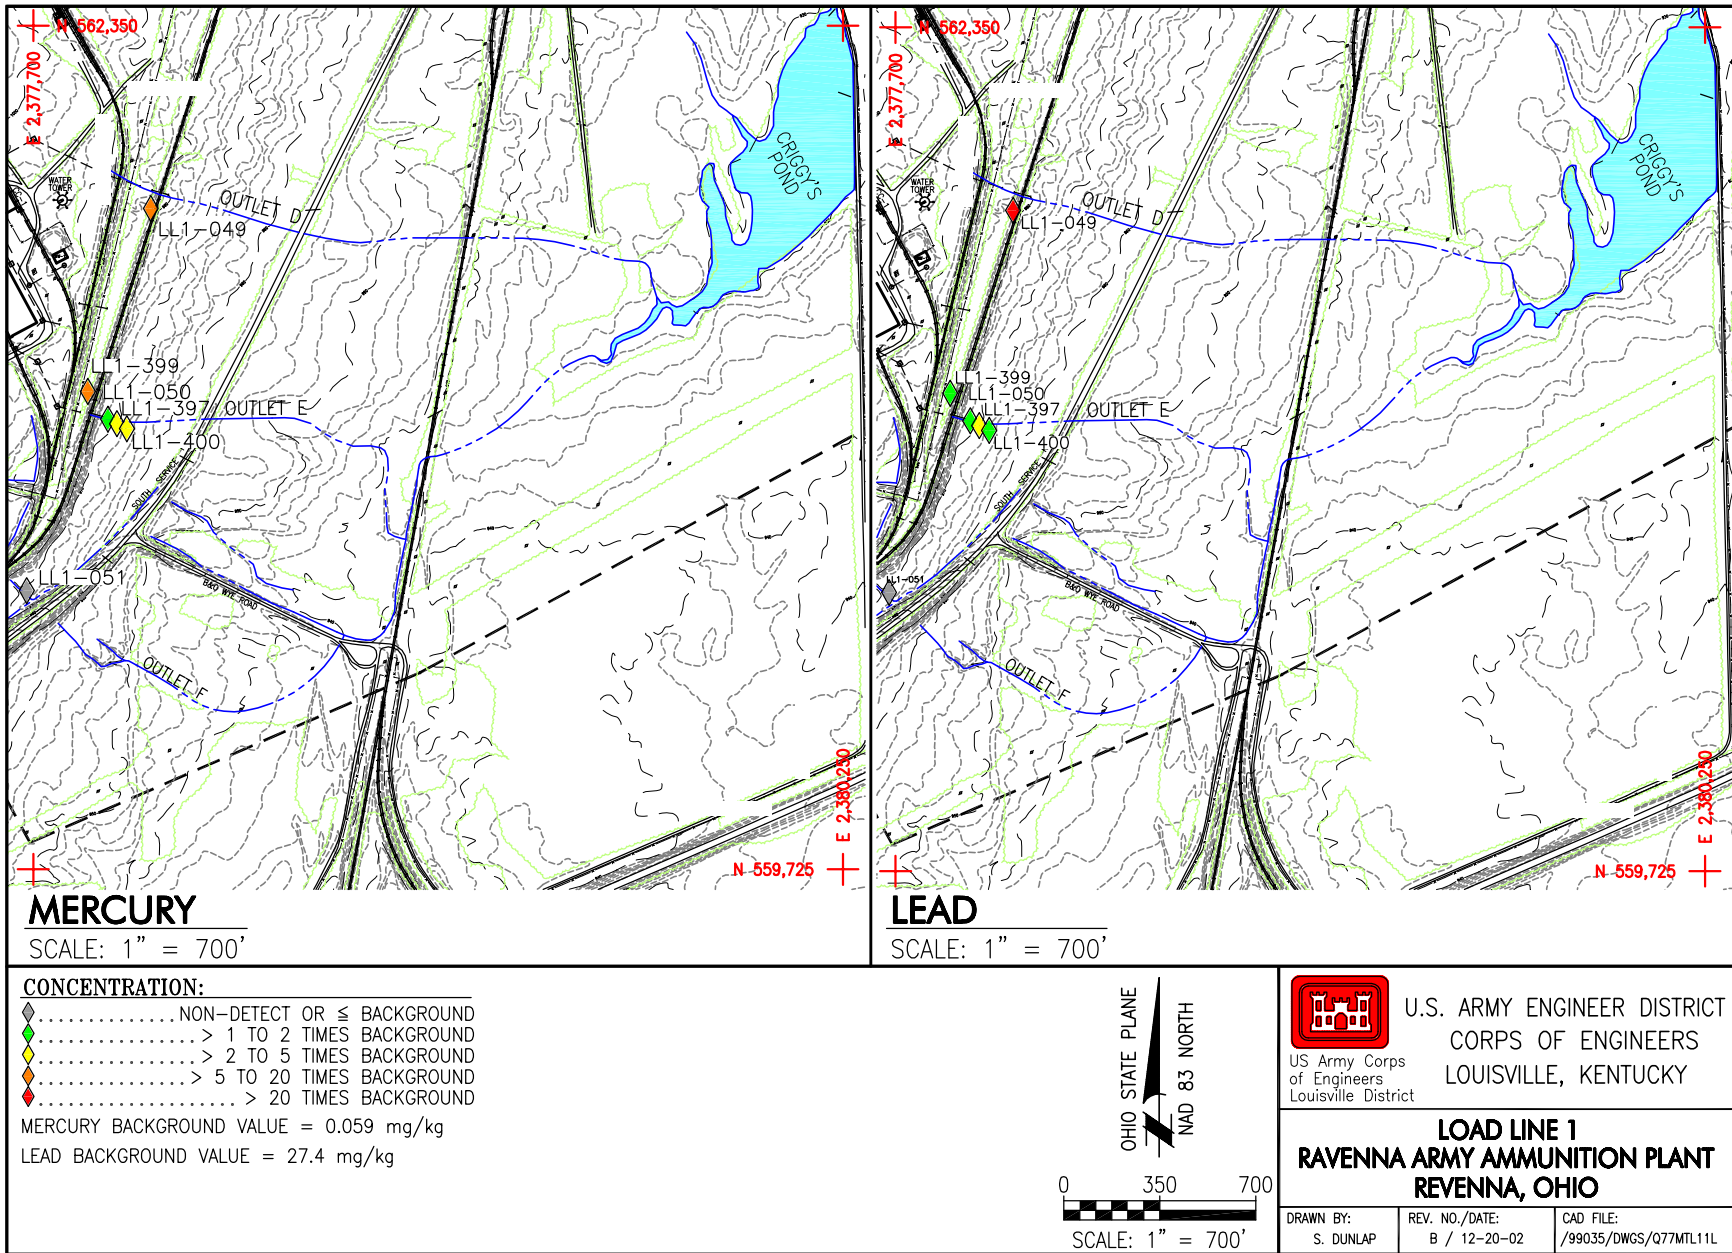 N 562,350
E 2,377,700
WATER
TOWER
OUTLET D
LL1-049
CRIGGY'S
POND
LL1-399
LL1-050
LL1-397
OUTLET E
LL1-400
SOUTH SERVICE
LL1-051
B&O WYE ROAD
OUTLET F
E 2,380,250
N 559,725
MERCURY
SCALE: 1" = 700'
N 562,350
E 2,377,700
WATER
TOWER
OUTLET D
LL1-049
CRIGGY'S
POND
LL1-399
LL1-050
LL1-397
OUTLET E
LL1-400
SOUTH SERVICE
LL1-051
B&O WYE ROAD
OUTLET F
E 2,380,250
N 559,725
LEAD
SCALE: 1" = 700'
CONCENTRATION:
..............NON-DETECT OR ≤ BACKGROUND
................> 1 TO 2 TIMES BACKGROUND
................> 2 TO 5 TIMES BACKGROUND
...............> 5 TO 20 TIMES BACKGROUND
....................> 20 TIMES BACKGROUND
MERCURY BACKGROUND VALUE = 0.059 mg/kg
LEAD BACKGROUND VALUE = 27.4 mg/kg
OHIO STATE PLANE
NAD 83 NORTH
0 350 700
SCALE: 1" = 700'
US Army Corps
of Engineers
Louisville District
U.S. ARMY ENGINEER DISTRICT
CORPS OF ENGINEERS
LOUISVILLE, KENTUCKY
LOAD LINE 1
RAVENNA ARMY AMMUNITION PLANT
REVENNA, OHIO
DRAWN BY:
S. DUNLAP
REV. NO./DATE:
B / 12-20-02
CAD FILE:
/99035/DWGS/Q77MTL11L